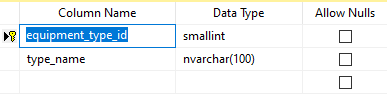 Column Name Data Type Allow Nulls
equipment_type_id smallint
type_name nvarchar(100)